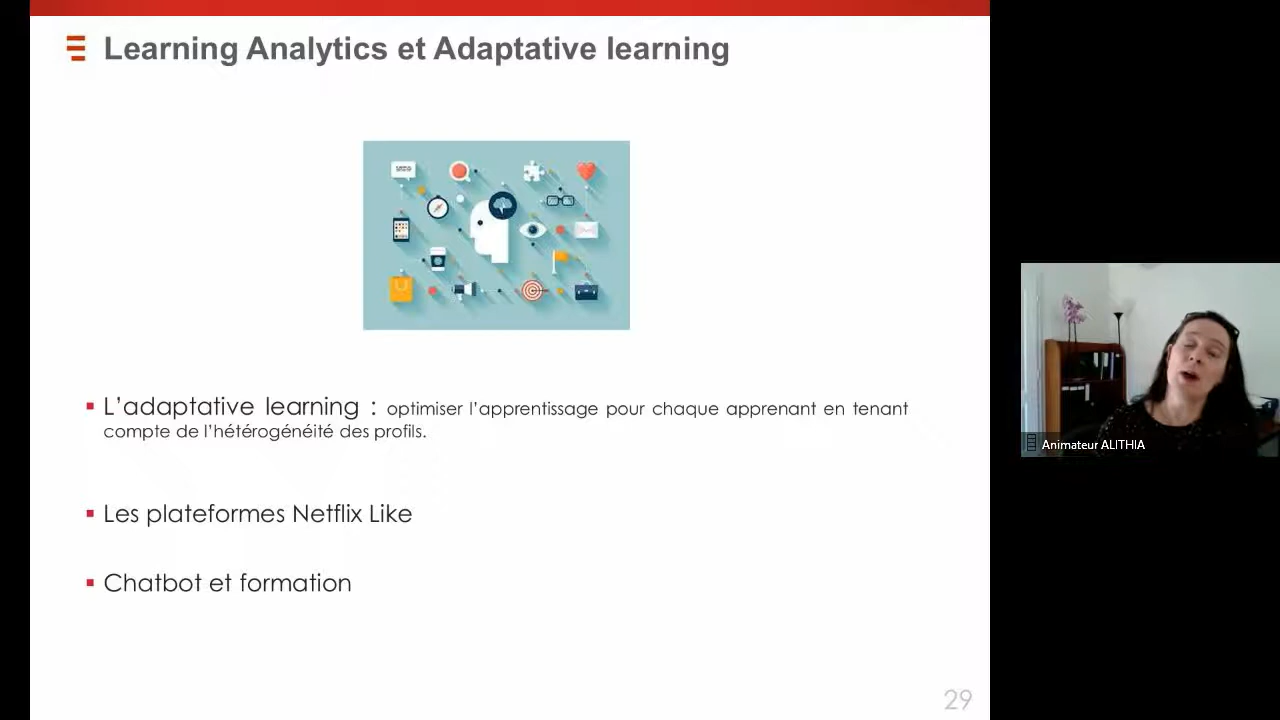 Learning Analytics et Adaptative learning
L’adaptative learning : optimiser l’apprentissage pour chaque apprenant en tenant
compte de l’hétérogénéité des profils.
Les plateformes Netflix Like
Chatbot et formation
29
Animateur ALITHIA